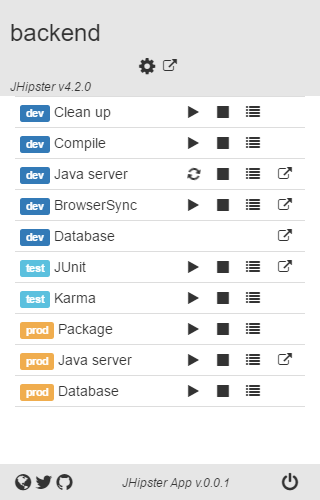 backend
JHipster v4.2.0
dev Clean up
dev Compile
dev Java server
dev BrowserSync
dev Database
test JUnit
test Karma
prod Package
prod Java server
prod Database
JHipster App v.0.0.1